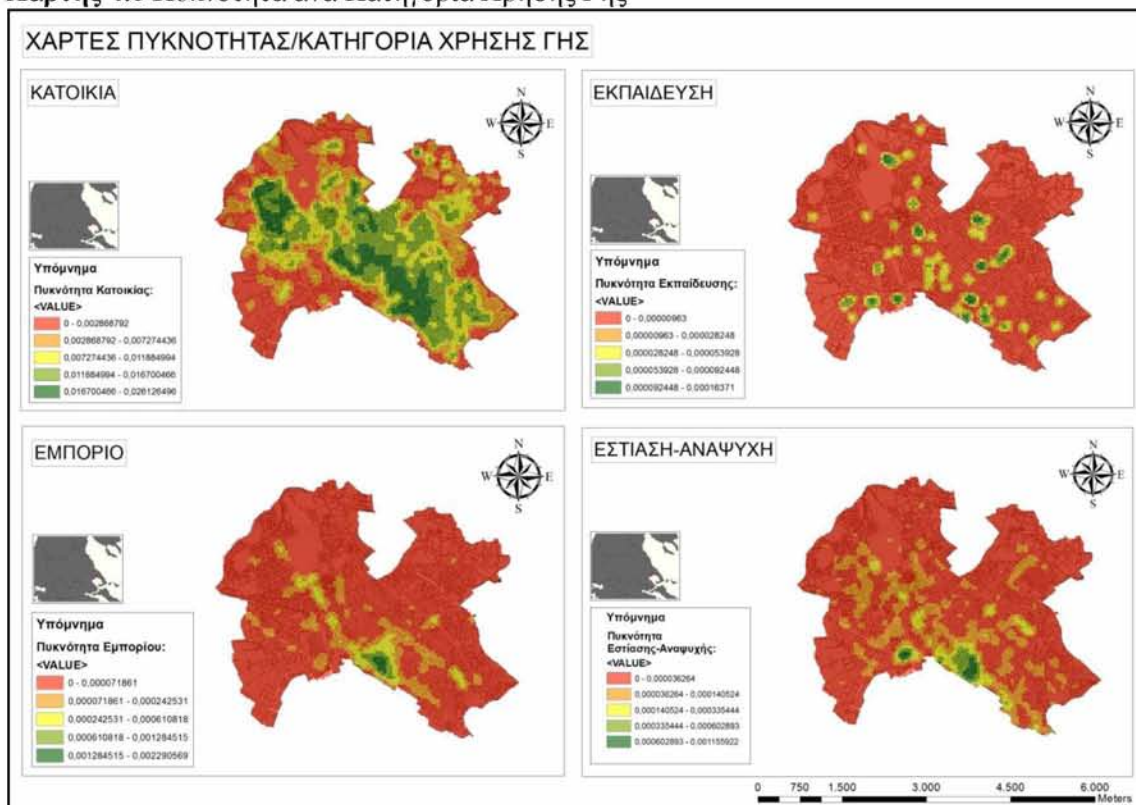 ΧΑΡΤΕΣ ΠΥΚΝΟΤΗΤΑΣ/ΚΑΤΗΓΟΡΙΑ ΧΡΗΣΗΣ ΓΗΣ
ΚΑΤΟΙΚΙΑ
N
W E
S
Υπόμνημα
Πυκνότητα Κατοικίας:
<VALUE>
0 - 0,002868792
0,002868792 - 0,007274436
0,007274436 - 0,011884994
0,011884994 - 0,016700466
0,016700466 - 0,026126496
ΕΚΠΑΙΔΕΥΣΗ
N
W E
S
Υπόμνημα
Πυκνότητα Εκπαίδευσης:
<VALUE>
0 - 0,00000963
0,00000963 - 0,000028248
0,000028248 - 0,000053928
0,000053928 - 0,000092448
0,000092448 - 0,00016371
ΕΜΠΟΡΙΟ
N
W E
S
Υπόμνημα
Πυκνότητα Εμπορίου:
<VALUE>
0 - 0,000071861
0,000071861 - 0,000242531
0,000242531 - 0,000610818
0,000610818 - 0,001284515
0,001284515 - 0,002290569
ΕΣΤΙΑΣΗ-ΑΝΑΨΥΧΗ
N
W E
S
Υπόμνημα
Πυκνότητα
Εστίασης-Αναψυχής:
<VALUE>
0 - 0,000036264
0,000036264 - 0,000140524
0,000140524 - 0,000335444
0,000335444 - 0,000602893
0,000602893 - 0,001155922
0 750 1.500 3.000 4.500 6.000
Meters